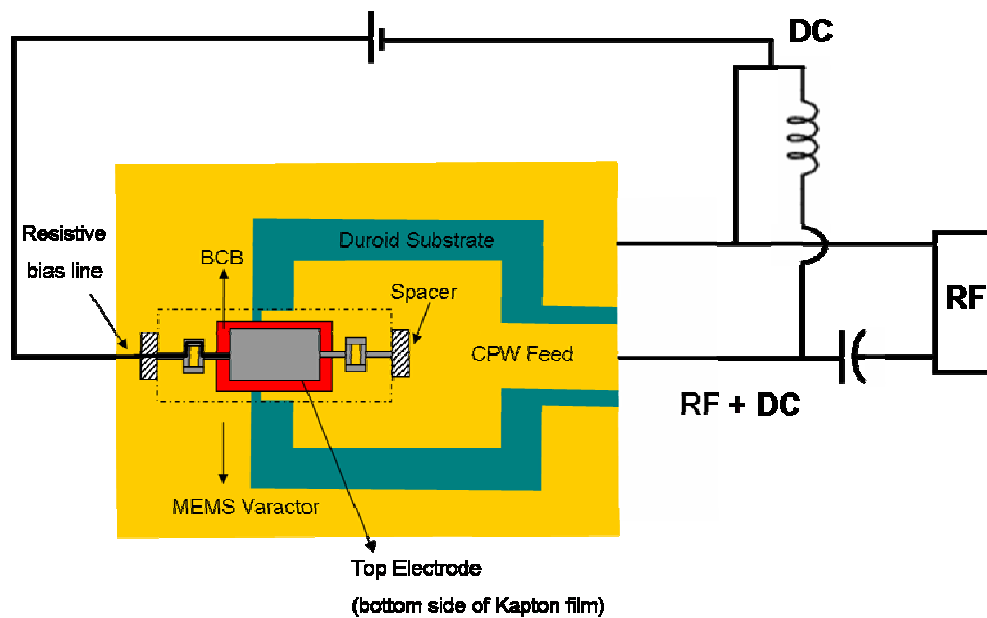 DC
Resistive
bias line
BCB
Duroid Substrate
Spacer
RF
CPW Feed
RF + DC
MEMS Varactor
Top Electrode
(bottom side of Kapton film)